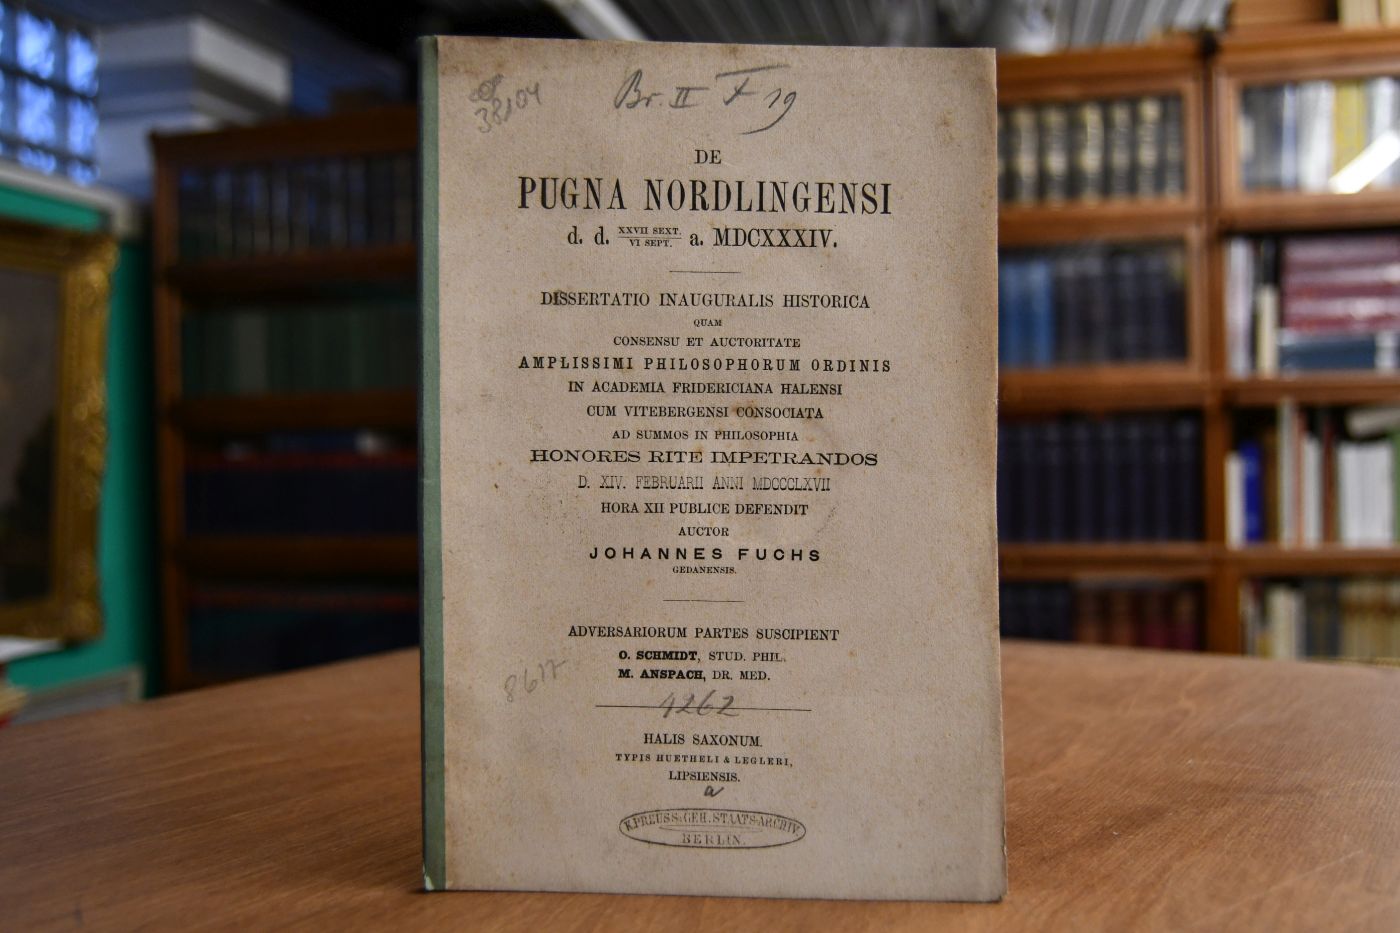 38,04
Br. II F 19
DE
PUGNA NORDLINGENSI
d. d. XXVII SEXT. / VI SEPT. a. MDCXXXIV.
DISSERTATIO INAUGURALIS HISTORICA
QUAM
CONSENSU ET AUCTORITATE
AMPLISSIMI PHILOSOPHORUM ORDINIS
IN ACADEMIA FRIDERICIANA HALENSI
CUM VITEBERGENSI CONSOCIATA
AD SUMMOS IN PHILOSOPHIA
HONORES RITE IMPETRANDOS
D. XIV. FEBRUARII ANNI MDCCCLXVII
HORA XII PUBLICE DEFENDIT
AUCTOR
JOHANNES FUCHS
GEDANENSIS.
ADVERSARIORUM PARTES SUSCIPIENT
O. SCHMIDT, STUD. PHIL.
M. ANSPACH, DR. MED.
8617
4262
HALIS SAXONUM.
TYPIS HUETHELI & LEGLERI,
LIPSIENSIS.
a
K.PREUSS.GEH.STAATS-ARCHIV.
BERLIN.